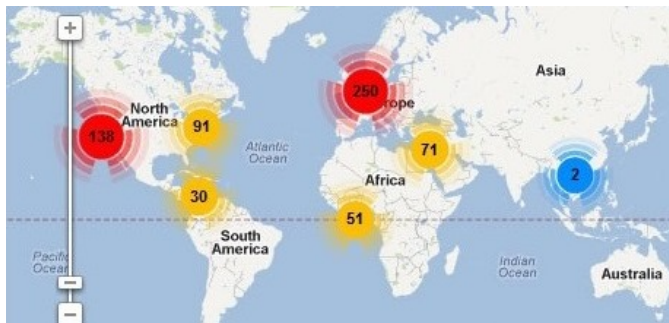 +
Asia
250
Europe
North
America
138
91
Atlantic
Ocean
71
Africa
2
30
51
South
America
Pacific
Ocean
Indian
Ocean
Australia